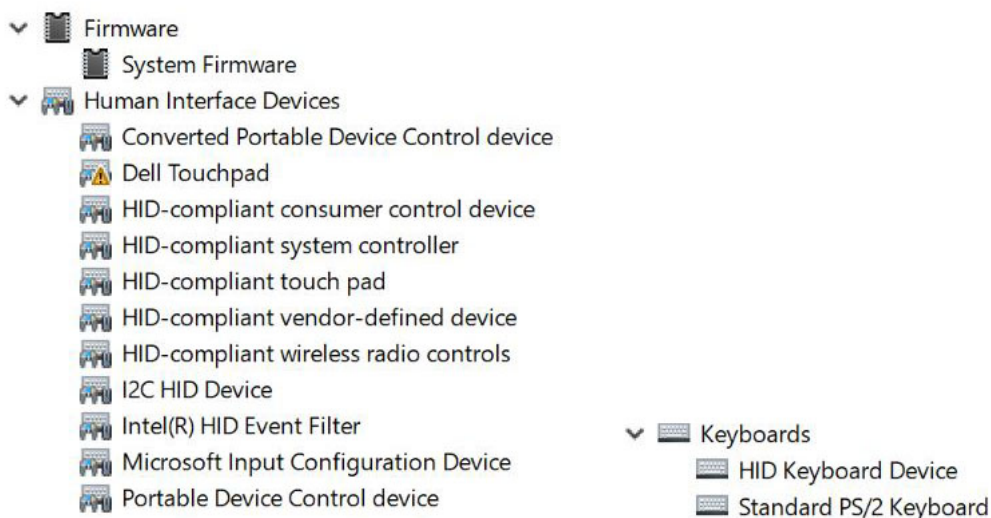 Firmware
System Firmware
Human Interface Devices
Converted Portable Device Control device
Dell Touchpad
HID-compliant consumer control device
HID-compliant system controller
HID-compliant touch pad
HID-compliant vendor-defined device
HID-compliant wireless radio controls
I2C HID Device
Intel(R) HID Event Filter
Microsoft Input Configuration Device
Portable Device Control device
Keyboards
HID Keyboard Device
Standard PS/2 Keyboard